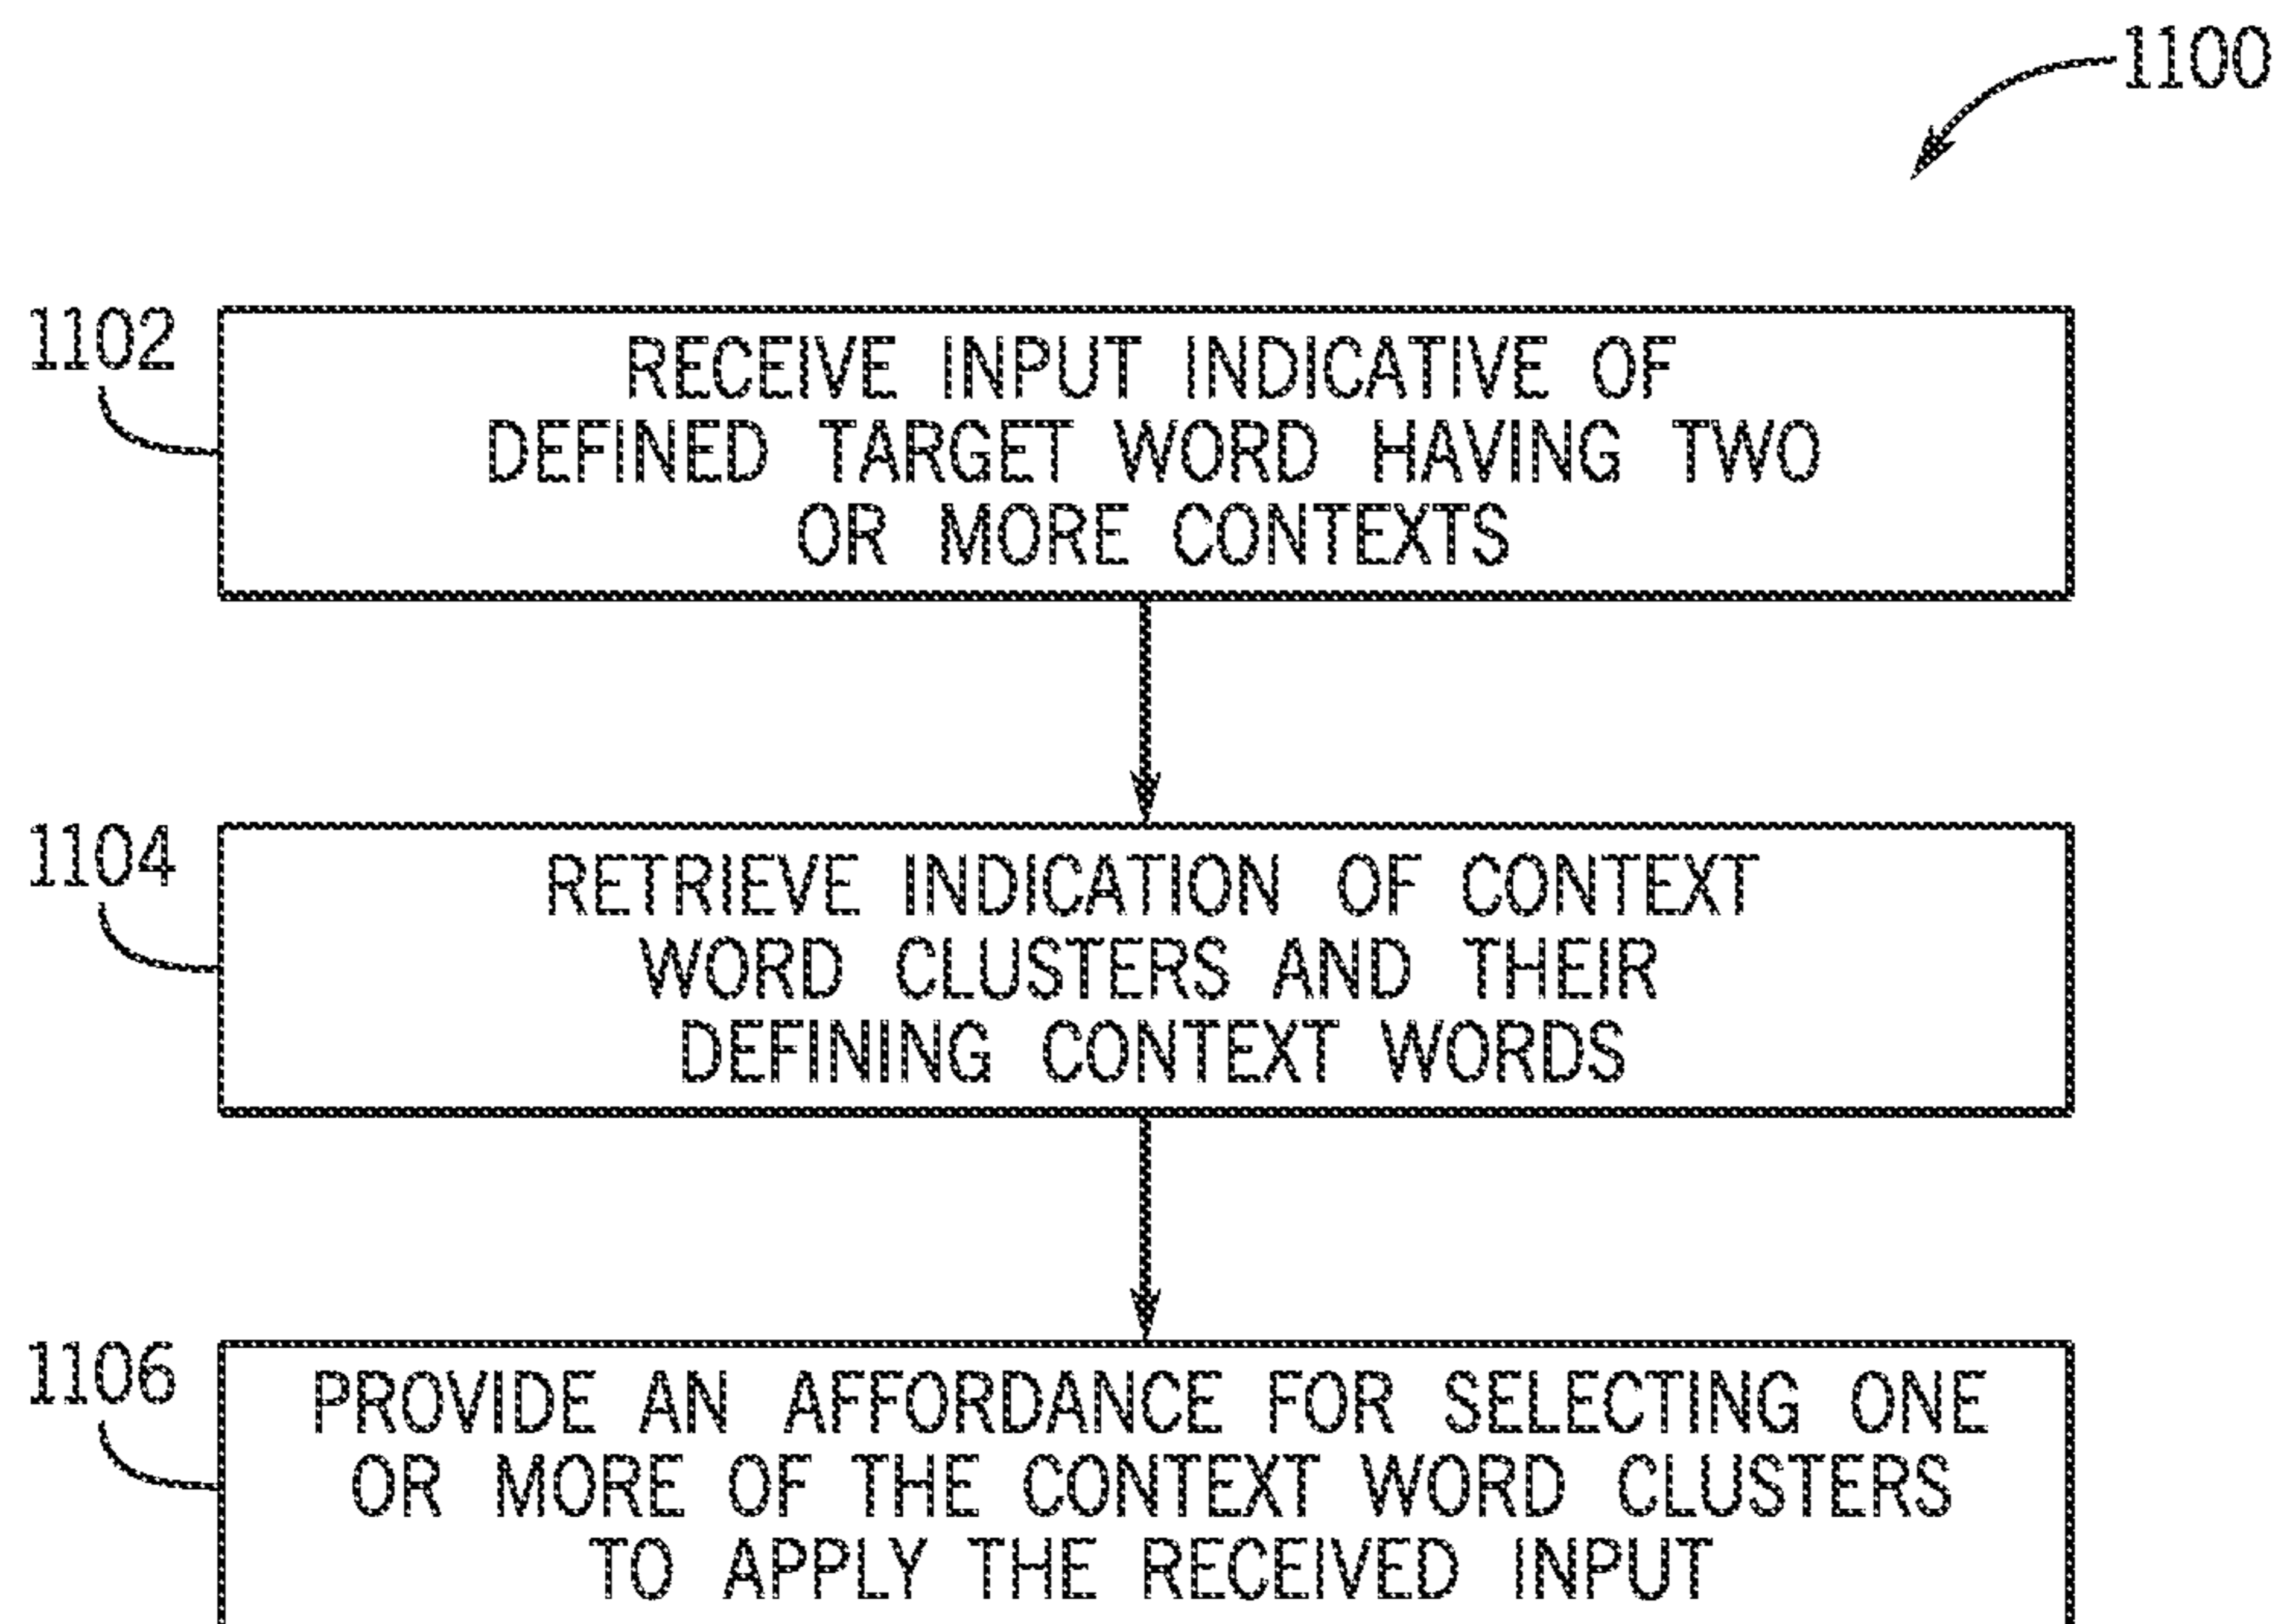 1100
1102
RECEIVE INPUT INDICATIVE OF
DEFINED TARGET WORD HAVING TWO
OR MORE CONTEXTS
1104
RETRIEVE INDICATION OF CONTEXT
WORD CLUSTERS AND THEIR
DEFINING CONTEXT WORDS
1106
PROVIDE AN AFFORDANCE FOR SELECTING ONE
OR MORE OF THE CONTEXT WORD CLUSTERS
TO APPLY THE RECEIVED INPUT